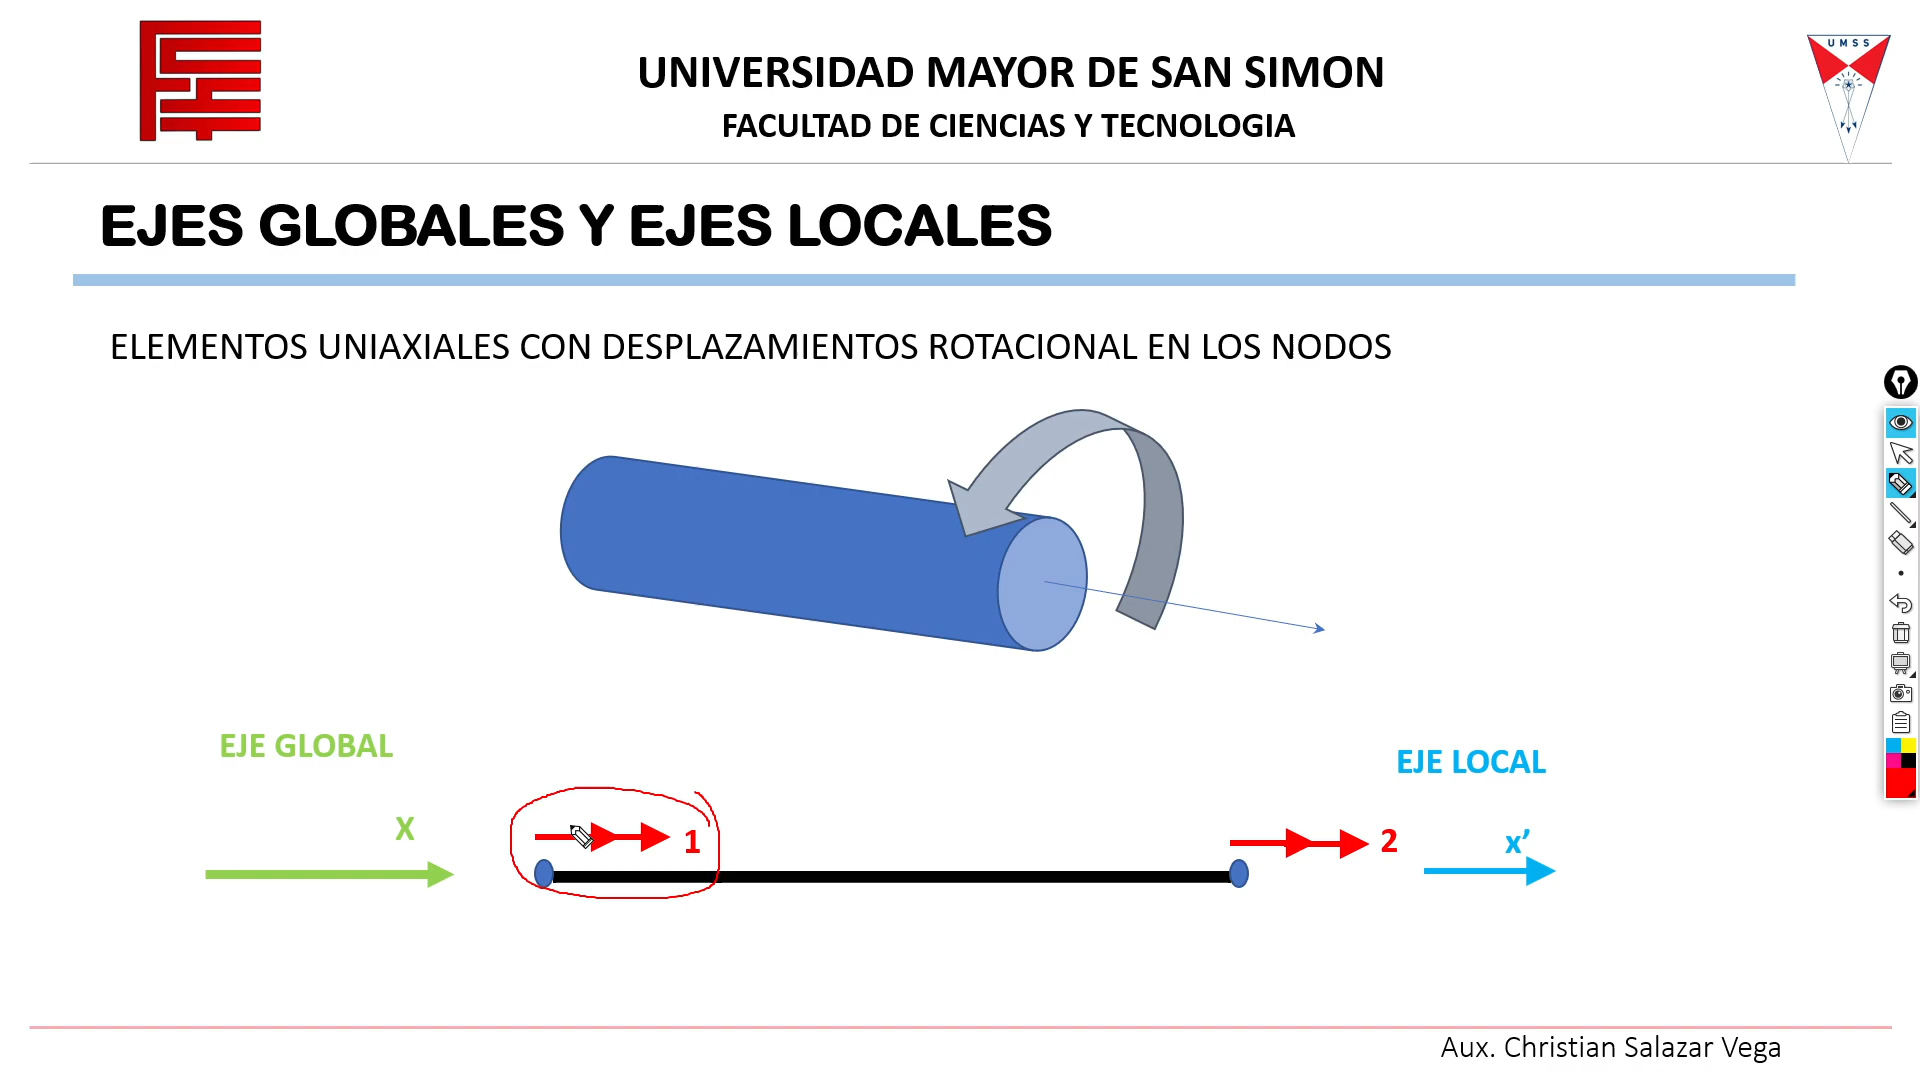 UNIVERSIDAD MAYOR DE SAN SIMON
FACULTAD DE CIENCIAS Y TECNOLOGIA
UMSS
EJES GLOBALES Y EJES LOCALES
ELEMENTOS UNIAXIALES CON DESPLAZAMIENTOS ROTACIONAL EN LOS NODOS
EJE GLOBAL
EJE LOCAL
X
1
2
x’
Aux. Christian Salazar Vega